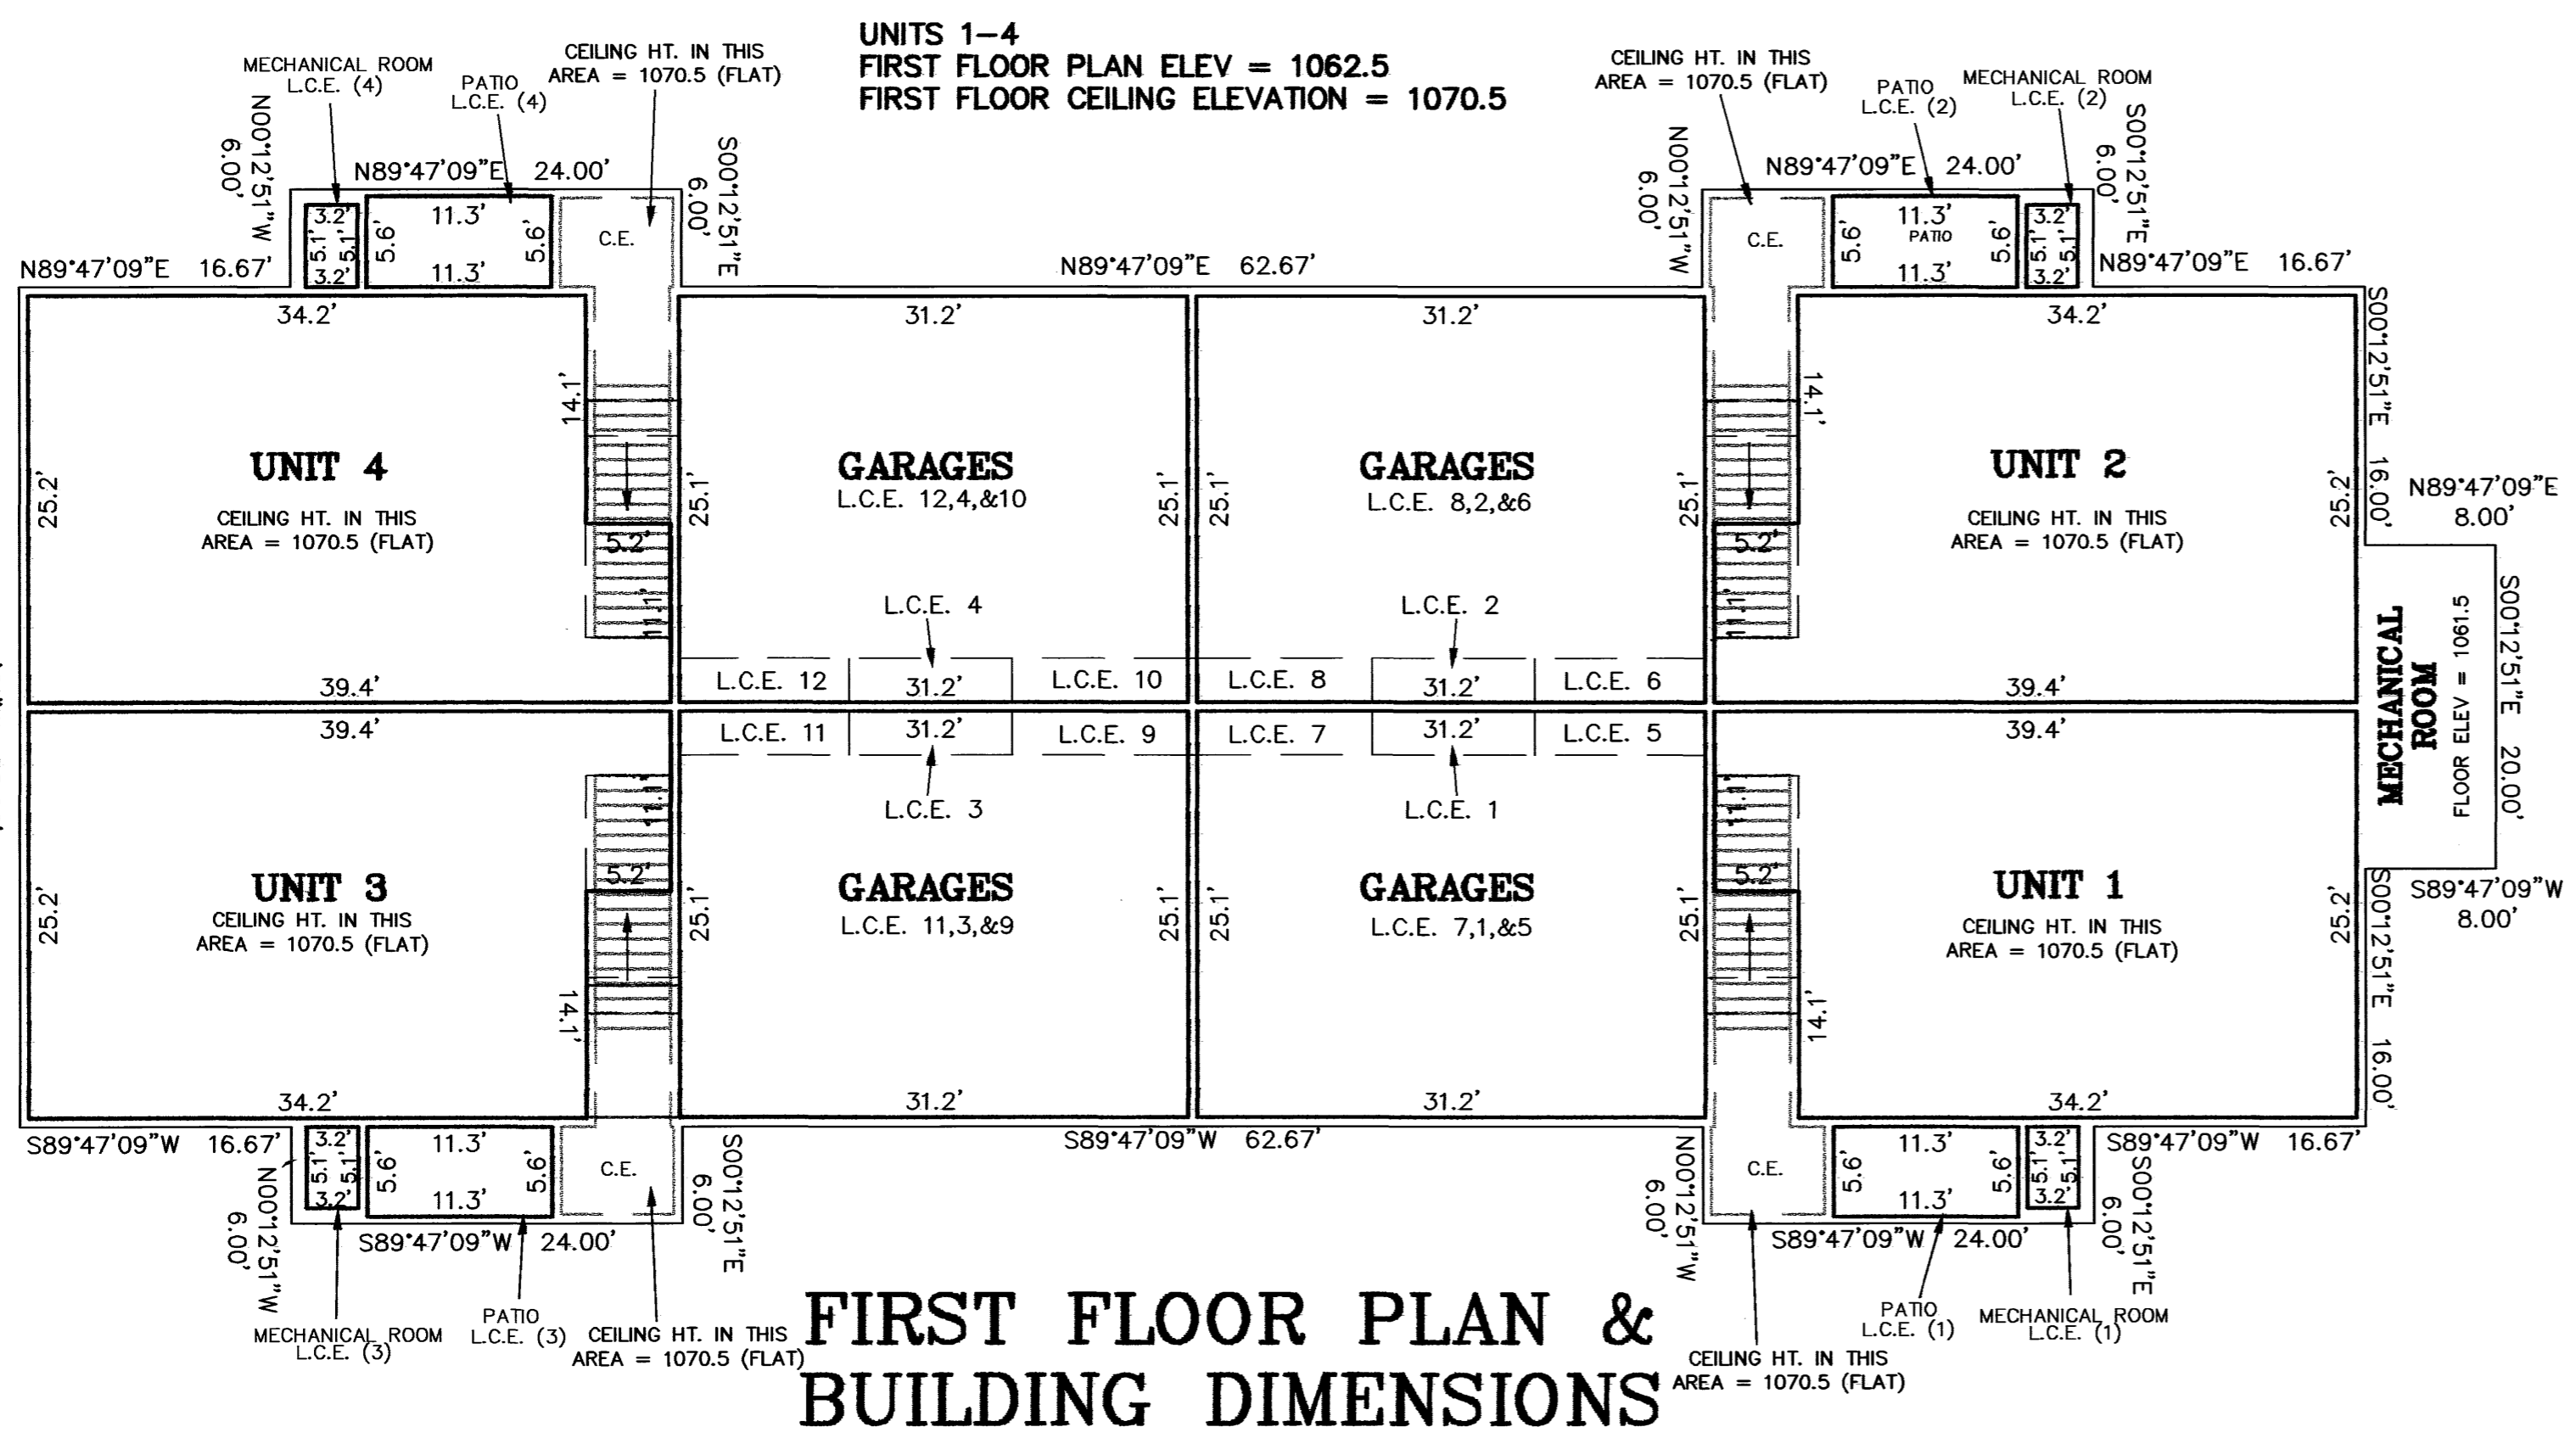 UNITS 1-4
FIRST FLOOR PLAN ELEV = 1062.5
FIRST FLOOR CEILING ELEVATION = 1070.5
MECHANICAL ROOM
L.C.E. (4)
PATIO
L.C.E. (4)
CEILING HT. IN THIS
AREA = 1070.5 (FLAT)
CEILING HT. IN THIS
AREA = 1070.5 (FLAT)
PATIO
L.C.E. (2)
MECHANICAL ROOM
L.C.E. (2)
N00°12'51"W
6.00'
N89°47'09"E 24.00'
S00°12'51"E
6.00'
N00°12'51"W
6.00'
N89°47'09"E 24.00'
S00°12'51"E
6.00'
3.2'
5.1'
5.1'
3.2'
5.6'
11.3'
11.3'
5.6'
C.E.
C.E.
5.6'
11.3'
PATIO
11.3'
5.6'
3.2'
5.1'
5.1'
3.2'
N89°47'09"E 16.67'
N89°47'09"E 62.67'
N89°47'09"E 16.67'
34.2'
31.2'
31.2'
34.2'
S00°12'51"E 16.00'
14.1'
14.1'
UNIT 4
CEILING HT. IN THIS
AREA = 1070.5 (FLAT)
25.2'
GARAGES
L.C.E. 12,4,&10
25.1'
25.1'
GARAGES
L.C.E. 8,2,&6
25.1'
25.1'
UNIT 2
CEILING HT. IN THIS
AREA = 1070.5 (FLAT)
25.2'
N89°47'09"E
8.00'
5.2'
11.1'
5.2'
11.1'
L.C.E. 4
L.C.E. 2
39.4'
L.C.E. 12
31.2'
L.C.E. 10
L.C.E. 8
31.2'
L.C.E. 6
39.4'
MECHANICAL
ROOM
FLOOR ELEV = 1061.5
S00°12'51"E 20.00'
39.4'
L.C.E. 11
31.2'
L.C.E. 9
L.C.E. 7
31.2'
L.C.E. 5
39.4'
L.C.E. 3
L.C.E. 1
11.1'
5.2'
11.1'
5.2'
UNIT 3
CEILING HT. IN THIS
AREA = 1070.5 (FLAT)
25.2'
GARAGES
L.C.E. 11,3,&9
25.1'
25.1'
GARAGES
L.C.E. 7,1,&5
25.1'
25.1'
UNIT 1
CEILING HT. IN THIS
AREA = 1070.5 (FLAT)
25.2'
S89°47'09"W
8.00'
S00°12'51"E 16.00'
14.1'
14.1'
34.2'
31.2'
31.2'
34.2'
S89°47'09"W 16.67'
S89°47'09"W 62.67'
S89°47'09"W 16.67'
3.2'
5.1'
5.1'
3.2'
5.6'
11.3'
11.3'
5.6'
C.E.
C.E.
5.6'
11.3'
11.3'
5.6'
3.2'
5.1'
5.1'
3.2'
N00°12'51"W
6.00'
S89°47'09"W 24.00'
S00°12'51"E
6.00'
N00°12'51"W
6.00'
S89°47'09"W 24.00'
S00°12'51"E
6.00'
MECHANICAL ROOM
L.C.E. (3)
PATIO
L.C.E. (3)
CEILING HT. IN THIS
AREA = 1070.5 (FLAT)
PATIO
L.C.E. (1)
MECHANICAL ROOM
L.C.E. (1)
CEILING HT. IN THIS
AREA = 1070.5 (FLAT)
FIRST FLOOR PLAN &
BUILDING DIMENSIONS